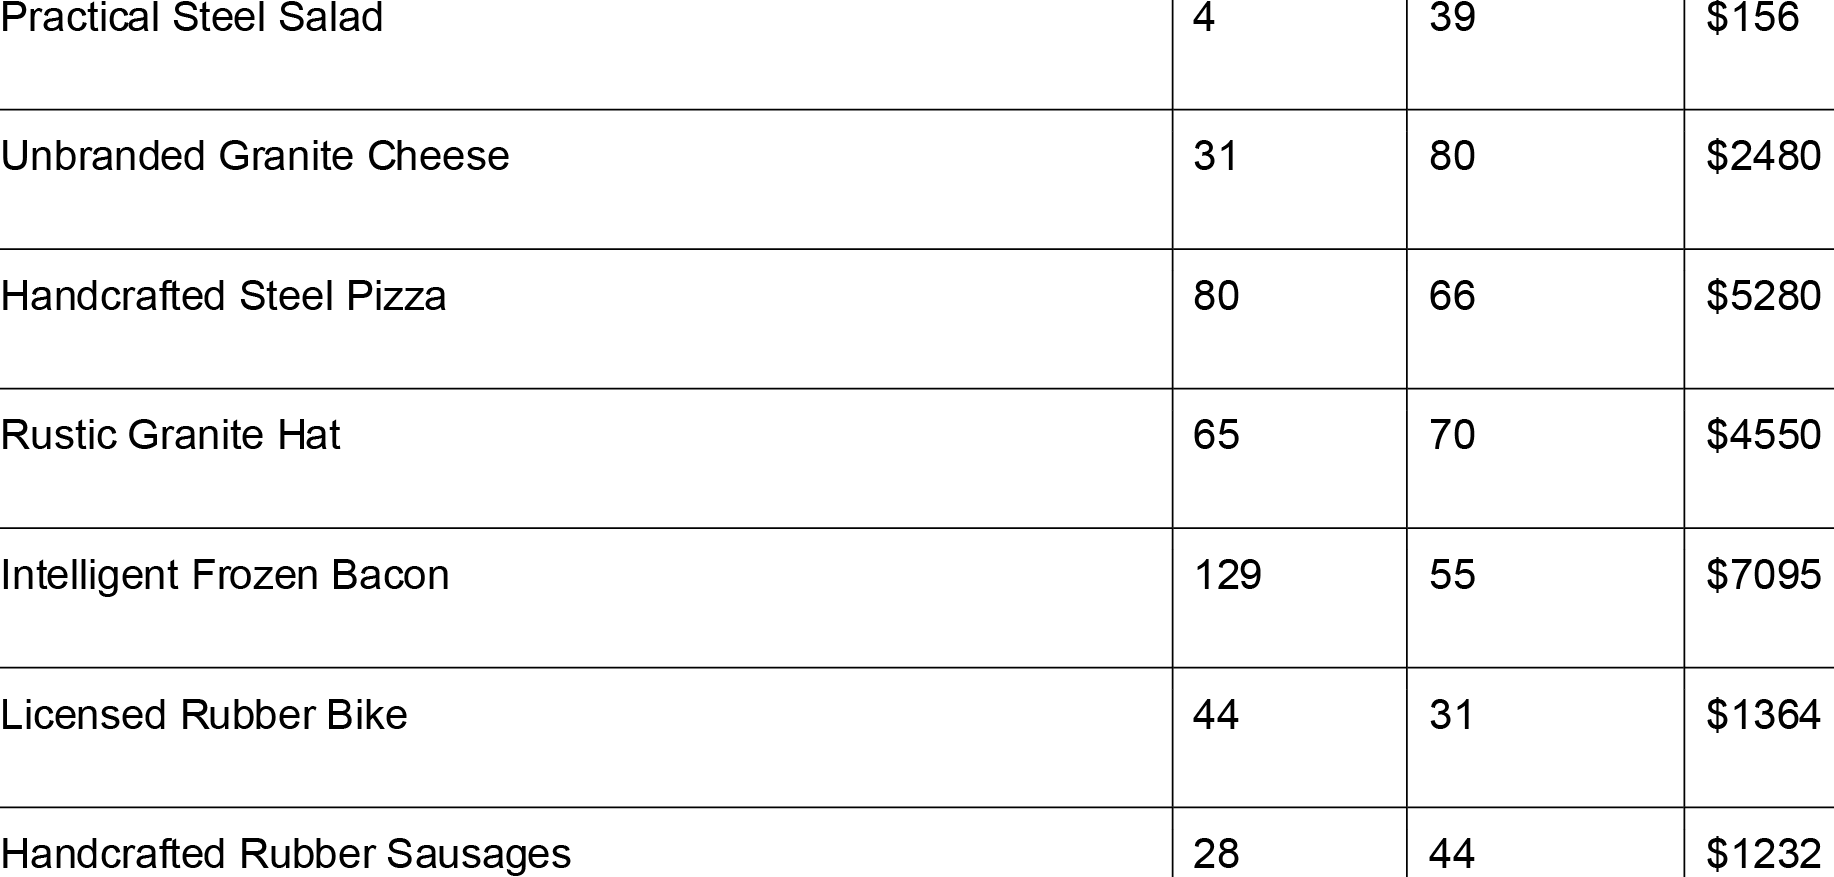 Practical Steel Salad 4 39 $156
Unbranded Granite Cheese 31 80 $2480
Handcrafted Steel Pizza 80 66 $5280
Rustic Granite Hat 65 70 $4550
Intelligent Frozen Bacon 129 55 $7095
Licensed Rubber Bike 44 31 $1364
Handcrafted Rubber Sausages 28 44 $1232